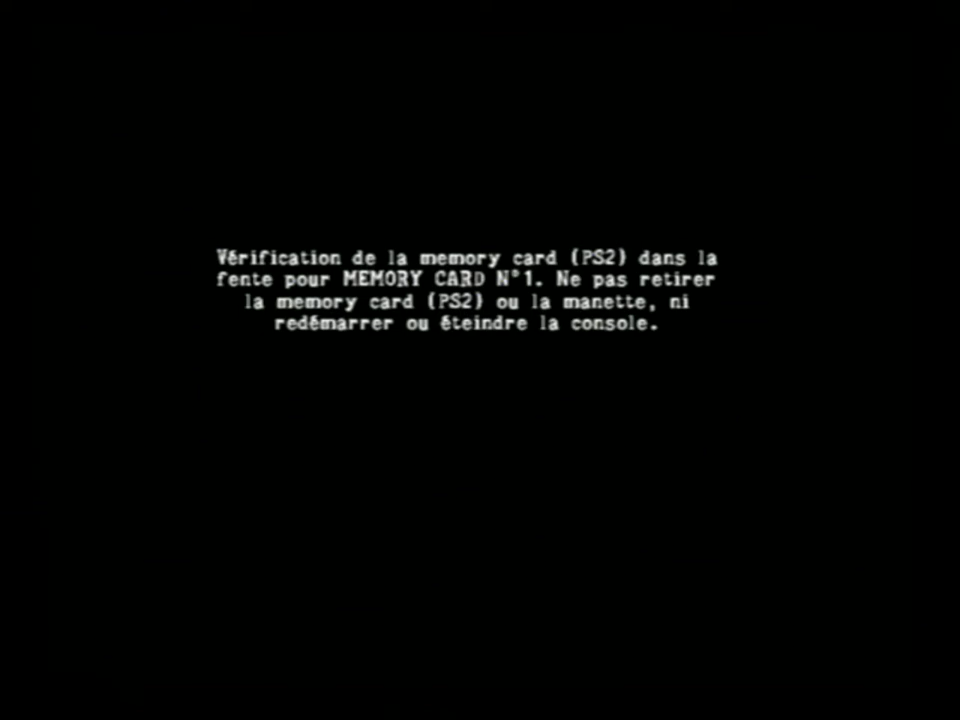 Vérification de la memory card (PS2) dans la
fente pour MEMORY CARD N°1. Ne pas retirer
la memory card (PS2) ou la manette, ni
redémarrer ou éteindre la console.